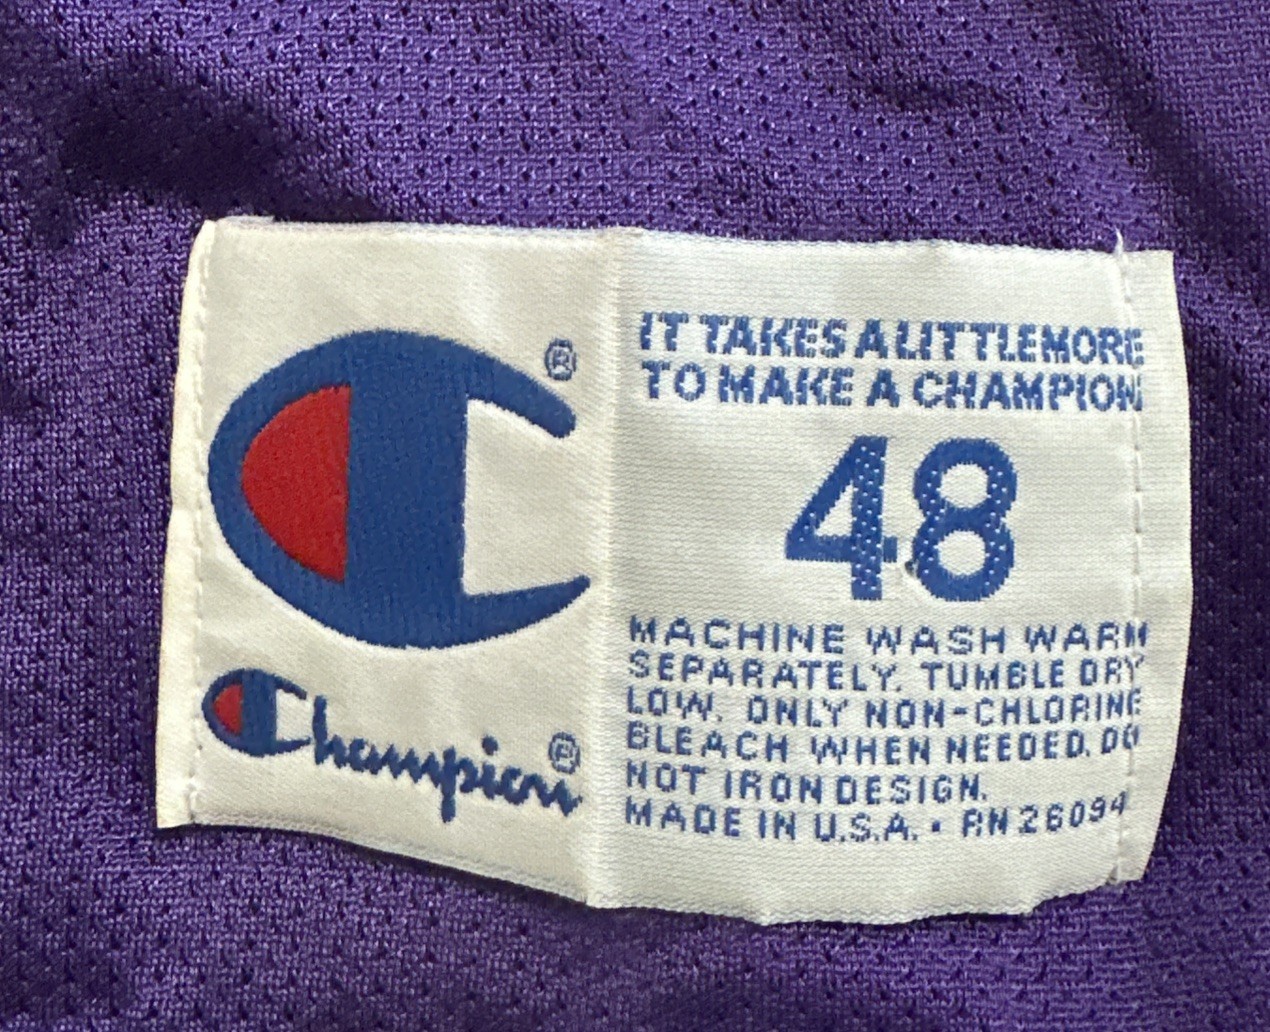 ®
Champion®
IT TAKES A LITTLE MORE
TO MAKE A CHAMPION
48
MACHINE WASH WARM
SEPARATELY. TUMBLE DRY
LOW. ONLY NON-CHLORINE
BLEACH WHEN NEEDED. DO
NOT IRON DESIGN.
MADE IN U.S.A. • RN 26094